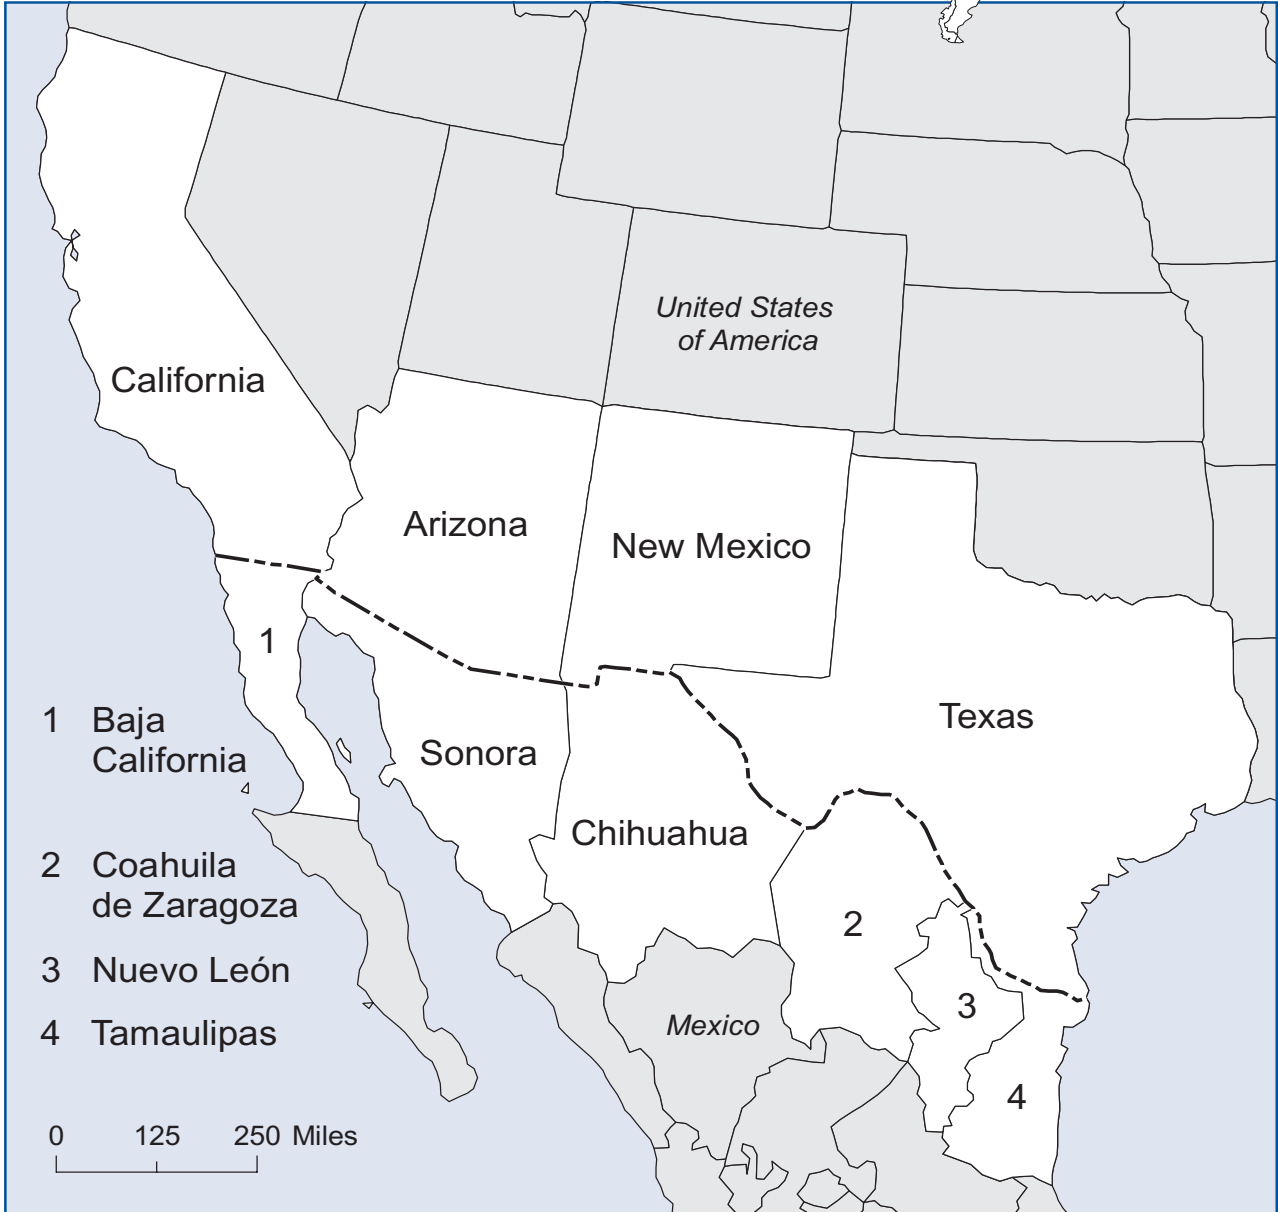 United States
of America
California
Arizona
New Mexico
1
Texas
1 Baja
California
Sonora
Chihuahua
2 Coahuila
de Zaragoza
2
3 Nuevo León
3
Mexico
4 Tamaulipas
4
0 125 250 Miles